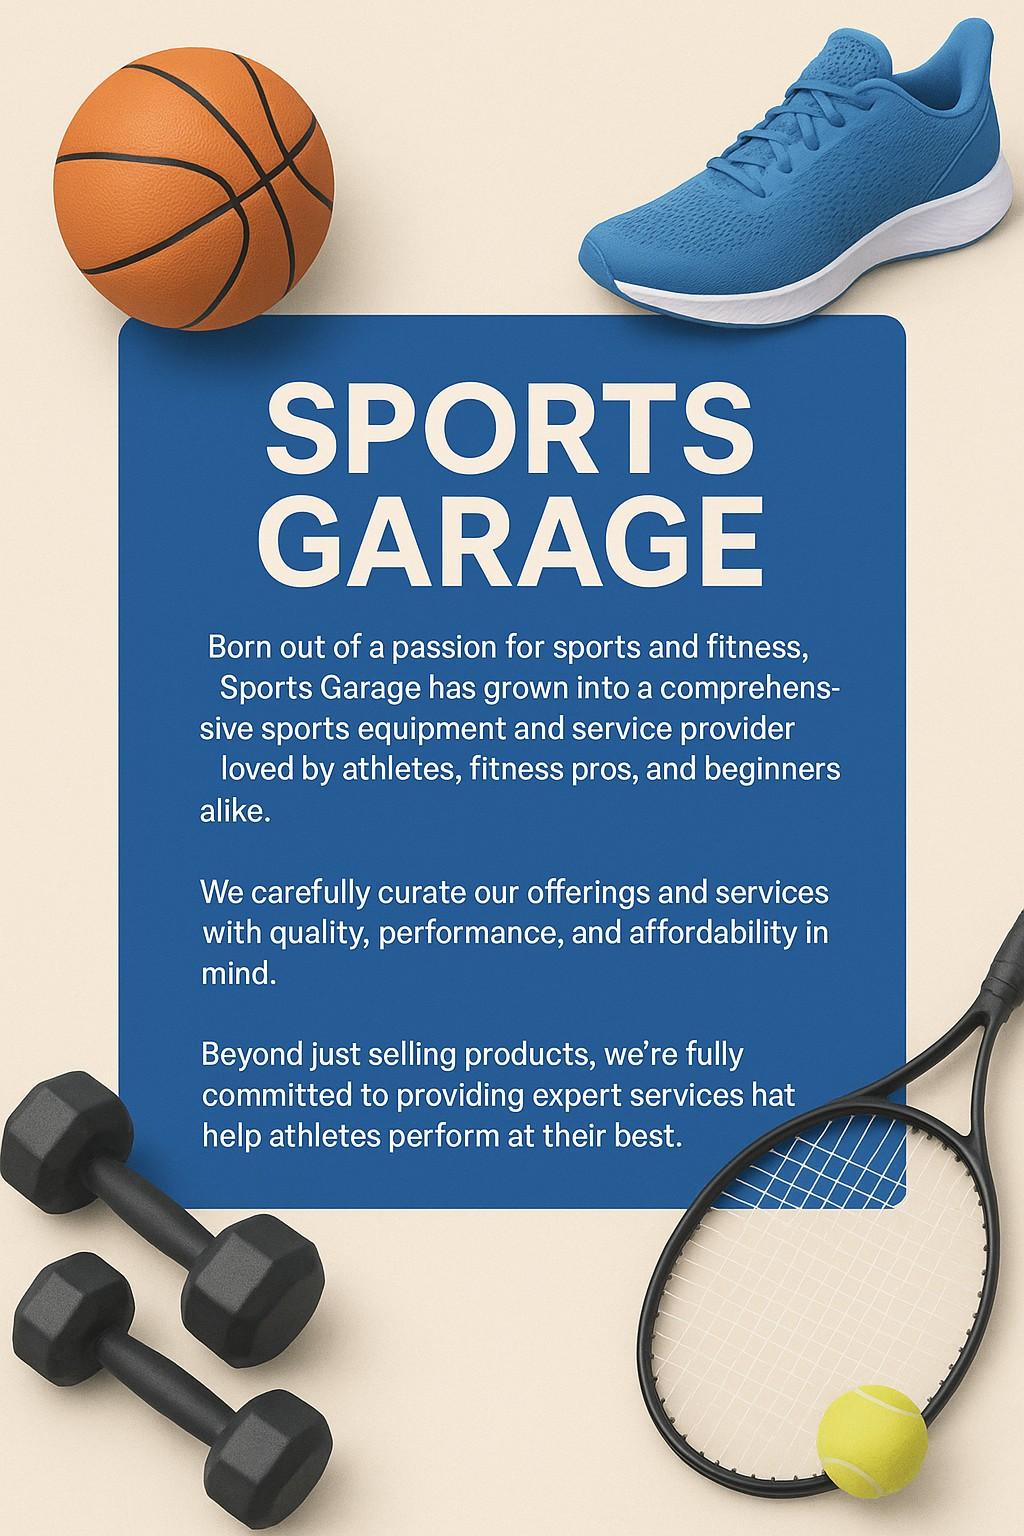 SPORTS
GARAGE
Born out of a passion for sports and fitness,
Sports Garage has grown into a comprehens-
sive sports equipment and service provider
loved by athletes, fitness pros, and beginners
alike.
We carefully curate our offerings and services
with quality, performance, and affordability in
mind.
Beyond just selling products, we’re fully
committed to providing expert services hat
help athletes perform at their best.